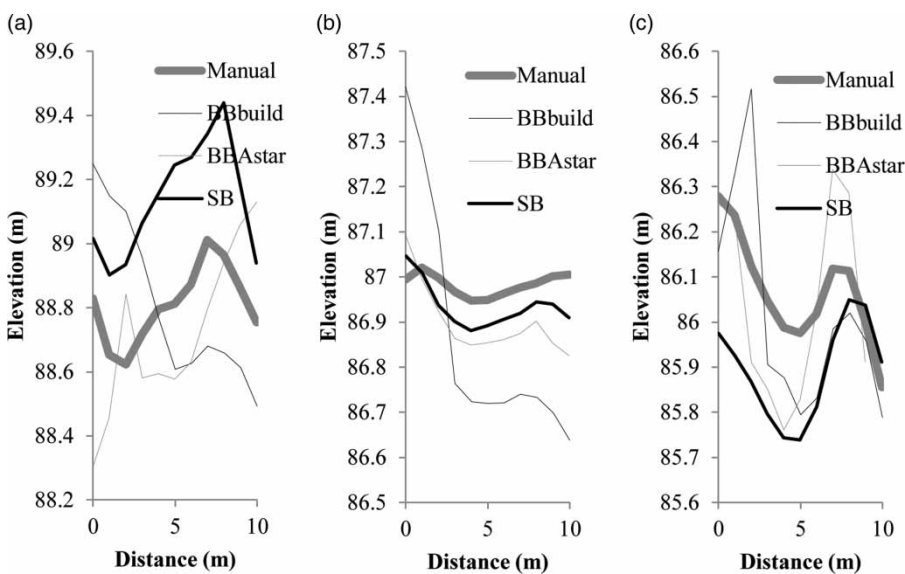 (a)
89.6
89.4
89.2
89
88.8
88.6
88.4
88.2
Elevation (m)
Manual
BBbuild
BBAstar
SB
0
5
10
Distance (m)
(b)
87.5
87.4
87.3
87.2
87.1
87
86.9
86.8
86.7
86.6
86.5
Elevation (m)
Manual
BBbuild
BBAstar
SB
0
5
10
Distance (m)
(c)
86.6
86.5
86.4
86.3
86.2
86.1
86
85.9
85.8
85.7
85.6
Elevation (m)
Manual
BBbuild
BBAstar
SB
0
5
10
Distance (m)